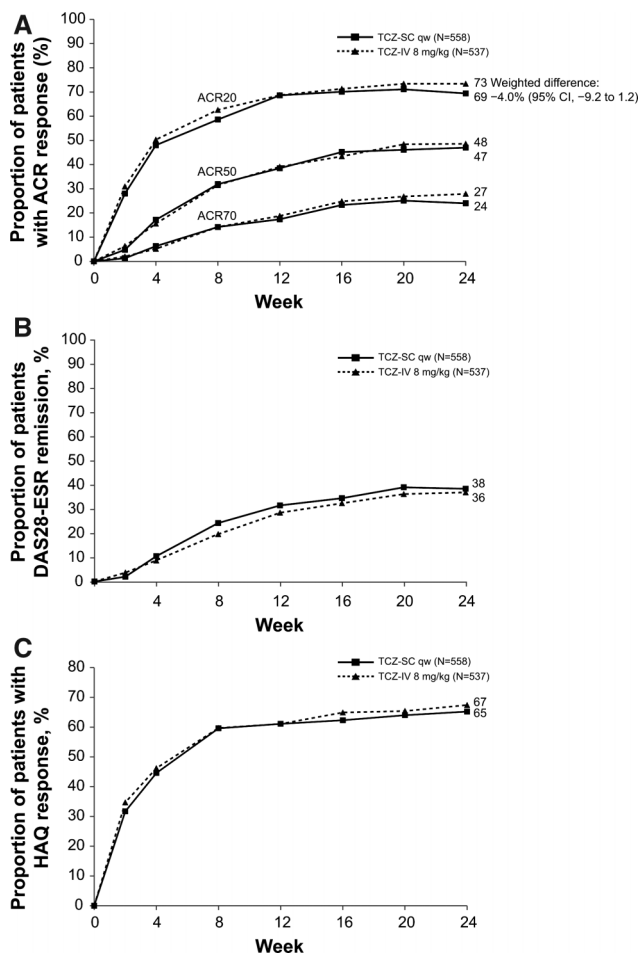 A
Proportion of patients
with ACR response (%)
100
90
80
70
60
50
40
30
20
10
0
TCZ-SC qw (N=558)
TCZ-IV 8 mg/kg (N=537)
ACR20
ACR50
ACR70
73 Weighted difference:
69 −4.0% (95% CI, −9.2 to 1.2)
48
47
27
24
0 4 8 12 16 20 24
Week
B
Proportion of patients
DAS28-ESR remission, %
100
90
80
70
60
50
40
30
20
10
0
TCZ-SC qw (N=558)
TCZ-IV 8 mg/kg (N=537)
38
36
0 4 8 12 16 20 24
Week
C
Proportion of patients with
HAQ response, %
80
70
60
50
40
30
20
10
0
TCZ-SC qw (N=558)
TCZ-IV 8 mg/kg (N=537)
67
65
0 4 8 12 16 20 24
Week